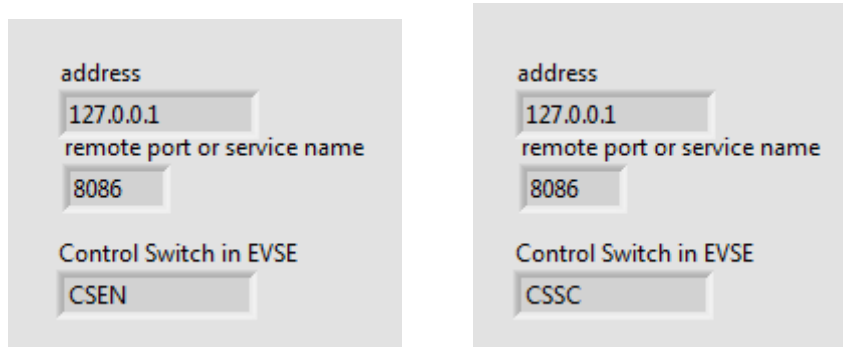 address
127.0.0.1
remote port or service name
8086
Control Switch in EVSE
CSEN
address
127.0.0.1
remote port or service name
8086
Control Switch in EVSE
CSSC